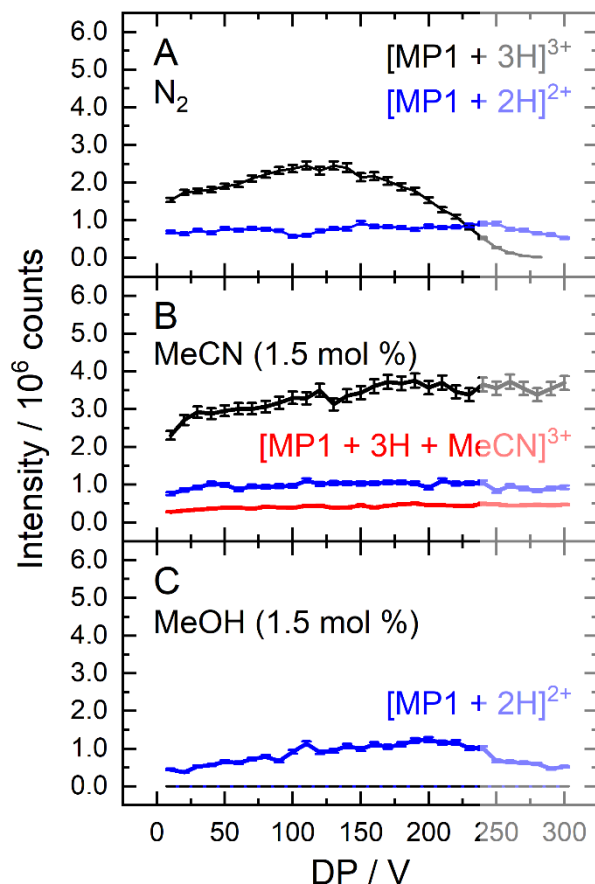 A
N₂
[MP1 + 3H]³⁺
[MP1 + 2H]²⁺
6.0
5.0
4.0
3.0
2.0
1.0
0.0
B
MeCN (1.5 mol %)
[MP1 + 3H + MeCN]³⁺
6.0
5.0
4.0
3.0
2.0
1.0
0.0
C
MeOH (1.5 mol %)
[MP1 + 2H]²⁺
6.0
5.0
4.0
3.0
2.0
1.0
0.0
Intensity / 10⁶ counts
0 50 100 150 200 250 300
DP / V